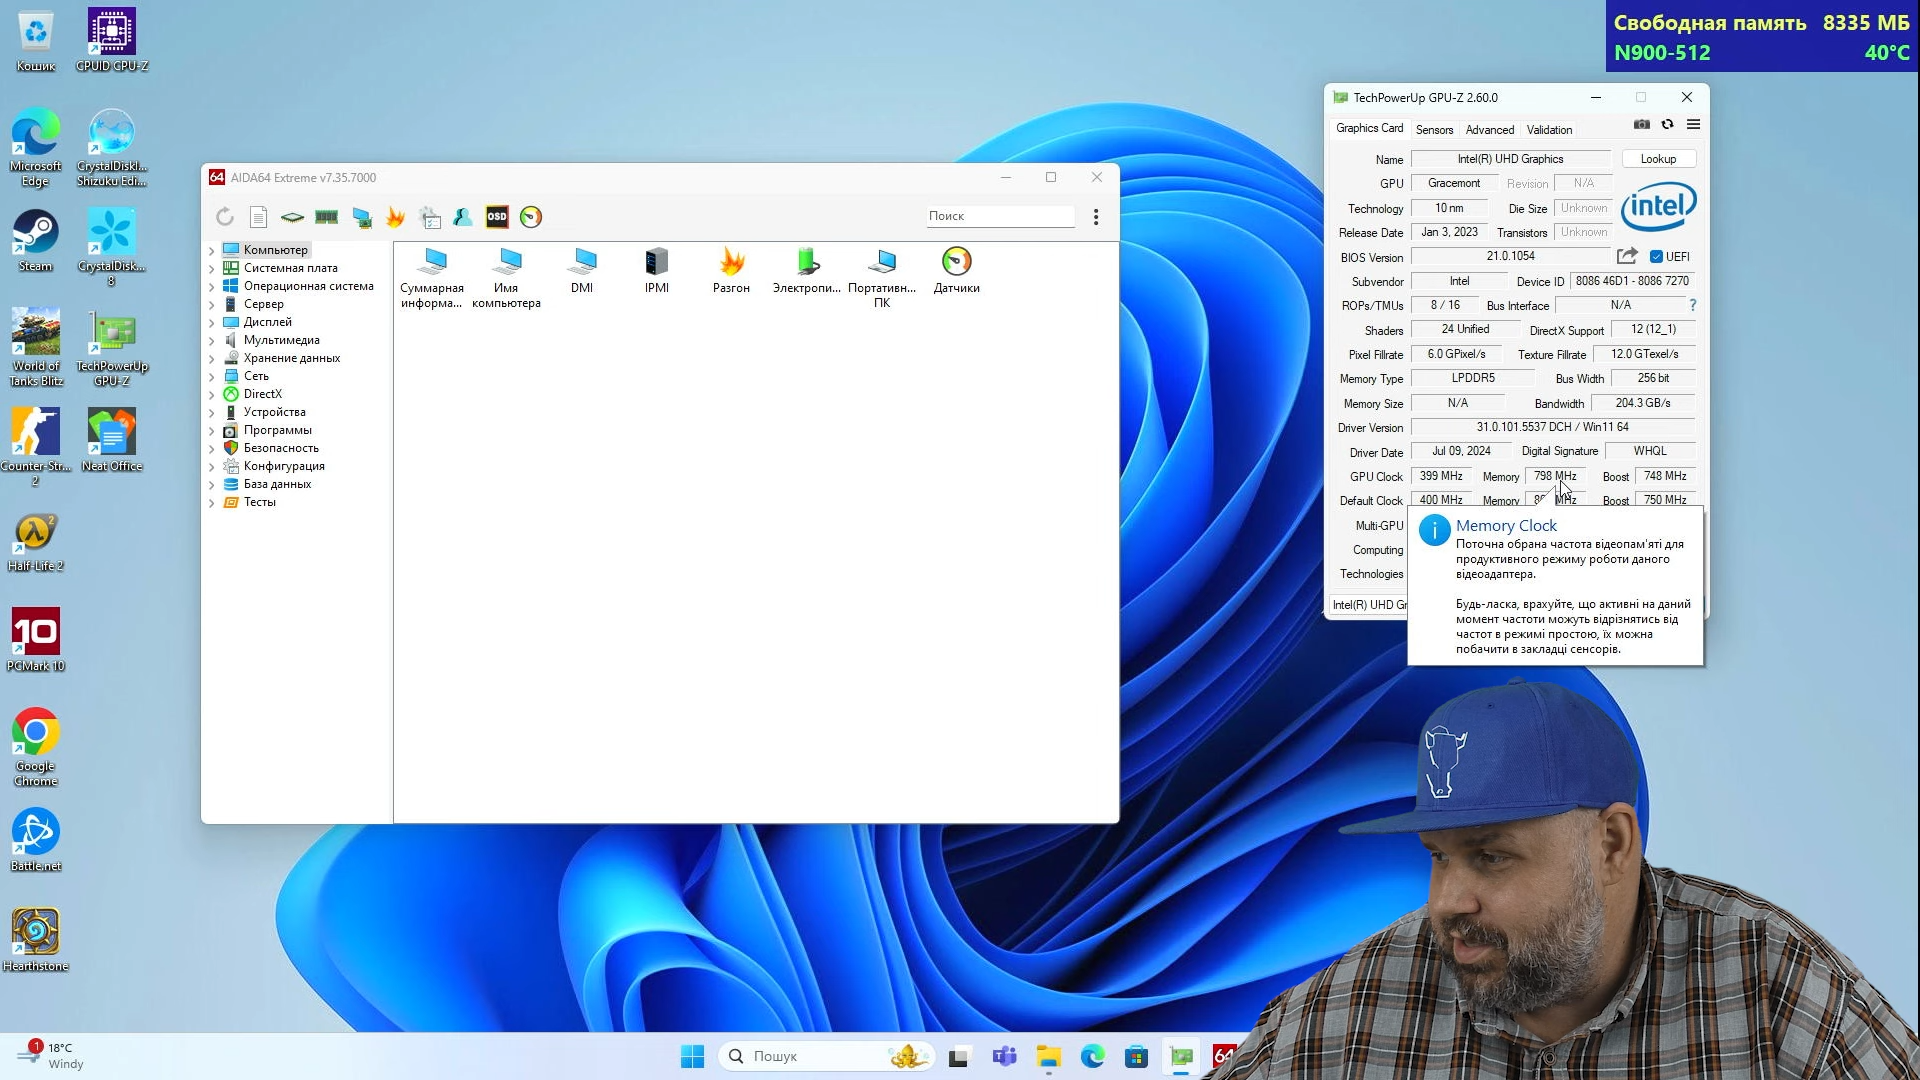 Свободная память 8335 МБ
N900-512 40°C
Кошик
CPUID CPU-Z
Microsoft Edge
CrystalDiskI... Shizuku Edi...
Steam
CrystalDisk... 8
World of Tanks Blitz
TechPowerUp GPU-Z
Counter-Str... 2
Neat Office
Half-Life 2
10
PCMark 10
Google Chrome
Battle.net
Hearthstone
64 AIDA64 Extreme v7.35.7000
OSD
Поиск
Компьютер
Системная плата
Операционная система
Сервер
Дисплей
Мультимедиа
Хранение данных
Сеть
DirectX
Устройства
Программы
Безопасность
Конфигурация
База данных
Тесты
Суммарная информа...
Имя компьютера
DMI
IPMI
Разгон
Электропи...
Портативн... ПК
Датчики
TechPowerUp GPU-Z 2.60.0
Graphics Card Sensors Advanced Validation
Name Intel(R) UHD Graphics Lookup
GPU Gracemont Revision N/A
intel
Technology 10 nm Die Size Unknown
Release Date Jan 3, 2023 Transistors Unknown
BIOS Version 21.0.1054 UEFI
Subvendor Intel Device ID 8086 46D1 - 8086 7270
ROPs/TMUs 8 / 16 Bus Interface N/A ?
Shaders 24 Unified DirectX Support 12 (12_1)
Pixel Fillrate 6.0 GPixel/s Texture Fillrate 12.0 GTexel/s
Memory Type LPDDR5 Bus Width 256 bit
Memory Size N/A Bandwidth 204.3 GB/s
Driver Version 31.0.101.5537 DCH / Win11 64
Driver Date Jul 09, 2024 Digital Signature WHQL
GPU Clock 399 MHz Memory 798 MHz Boost 748 MHz
Default Clock 400 MHz Memory MHz Boost 750 MHz
Multi-GPU
Computing
Technologies
Intel(R) UHD Gr
Memory Clock
Поточна обрана частота відеопам'яті для
продуктивного режиму роботи даного
відеоадаптера.
Будь-ласка, врахуйте, що активні на даний
момент частоти можуть відрізнятись від
частот в режимі простою, їх можна
побачити в закладці сенсорів.
1
18°C
Windy
Пошук
64